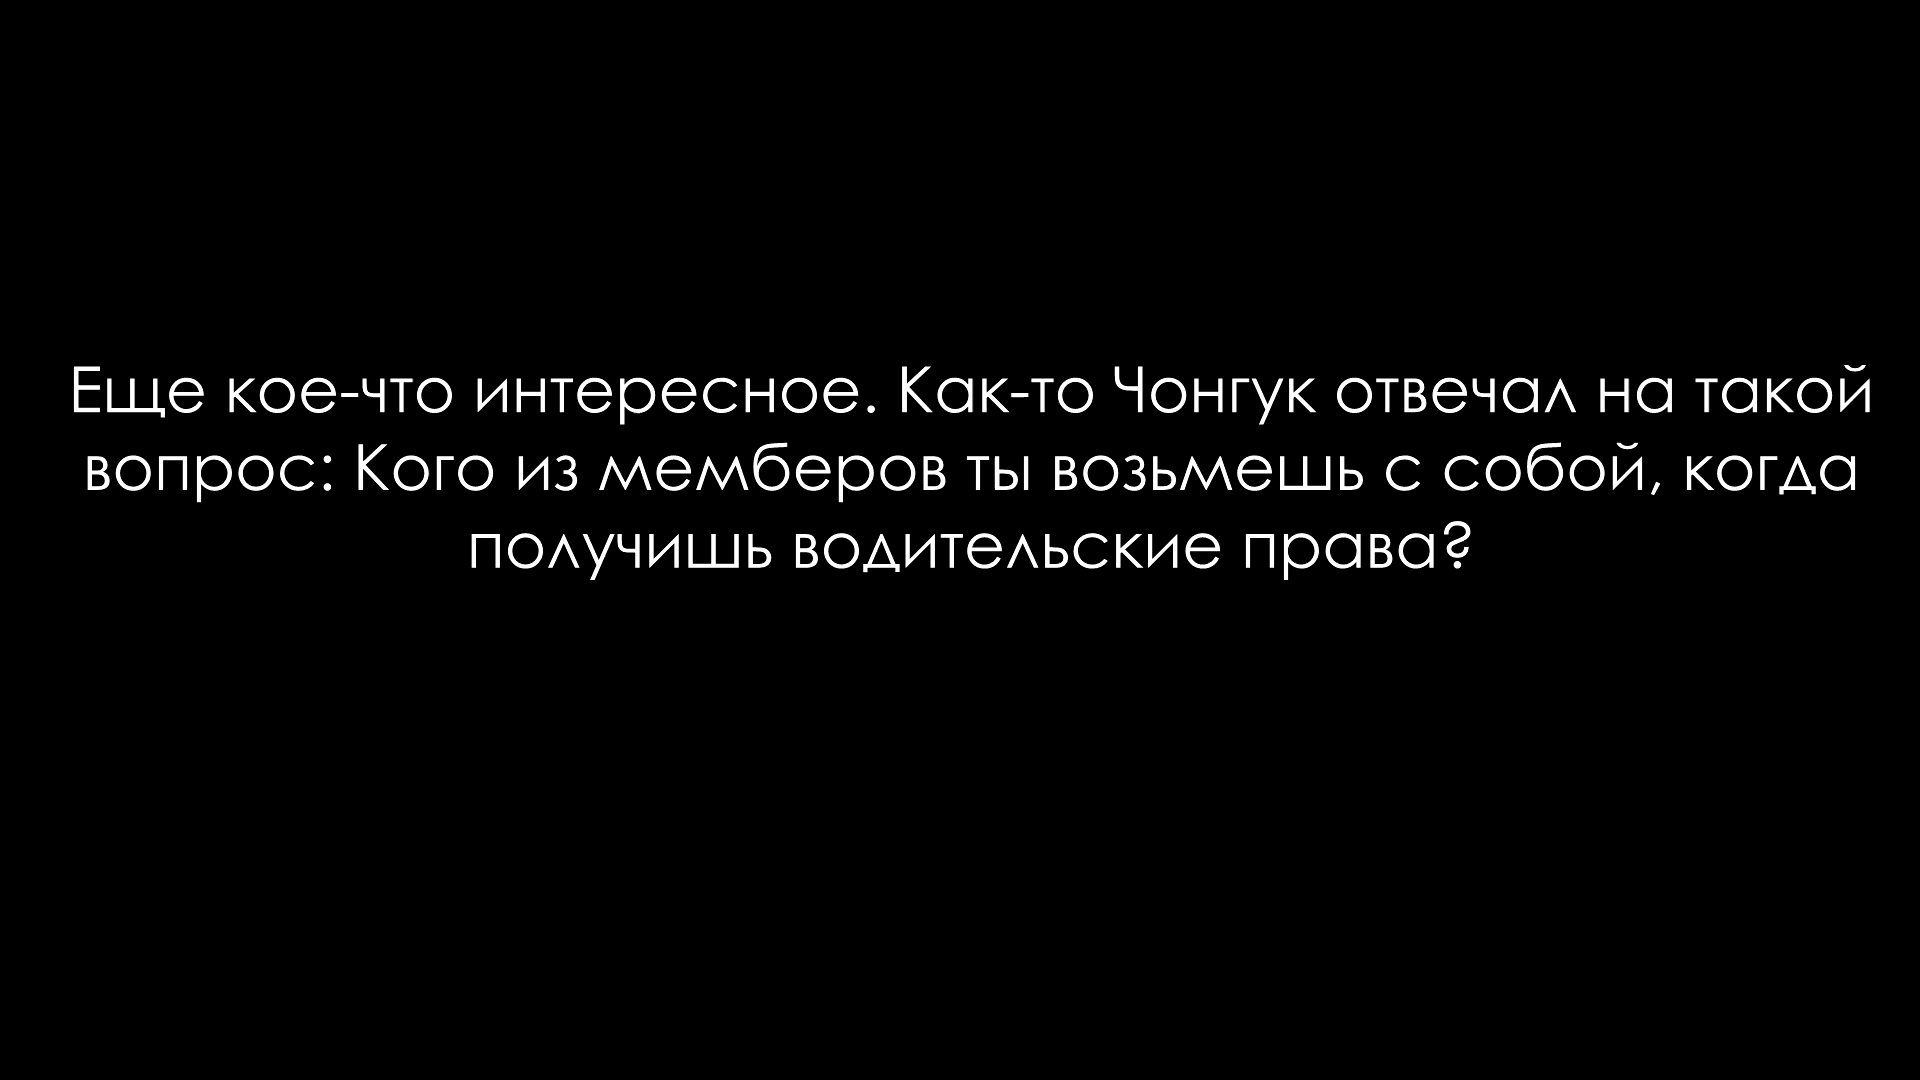 Еще кое-что интересное. Как-то Чонгук отвечал на такой
вопрос: Кого из мемберов ты возьмешь с собой, когда
получишь водительские права?